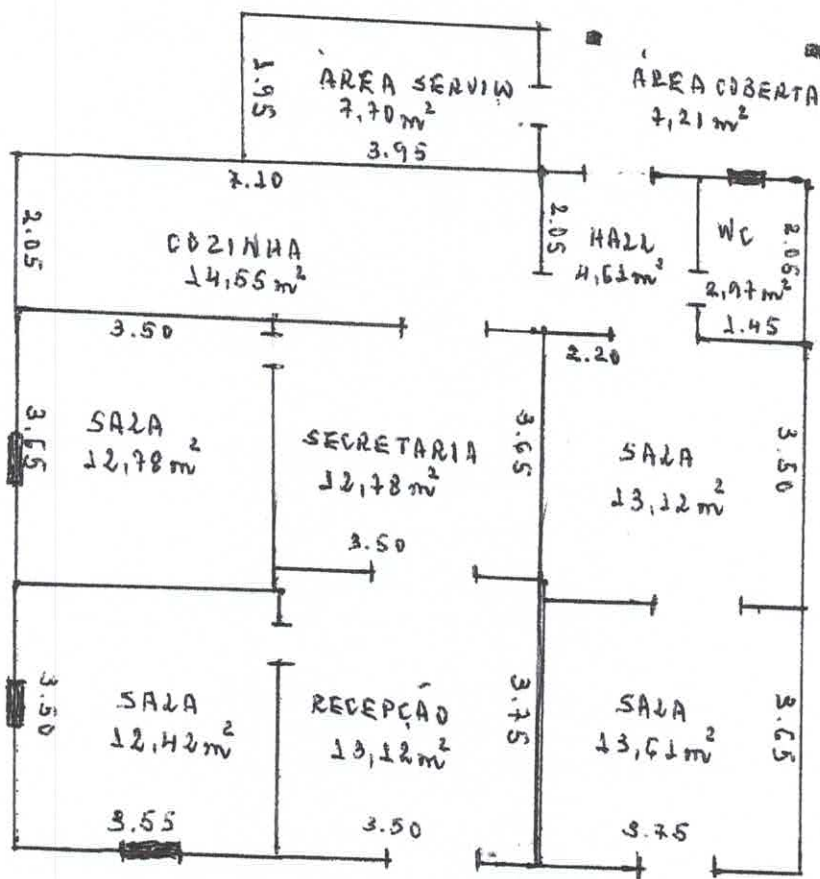 ÁREA SERVIÇO
7,70 m²
1.95
3.95
ÁREA COBERTA
7,21 m²
7.10
2.05
COZINHA
14,55 m²
2.05
HALL
4,61 m²
WC
2,97 m²
2.05
1.45
3.50
2.20
3.65
SALA
12,78 m²
SECRETARIA
12,78 m²
3.50
3.65
SALA
13,12 m²
3.50
3.50
SALA
12,42 m²
3.55
RECEPÇÃO
13,12 m²
3.50
3.75
SALA
13,61 m²
3.65
3.75